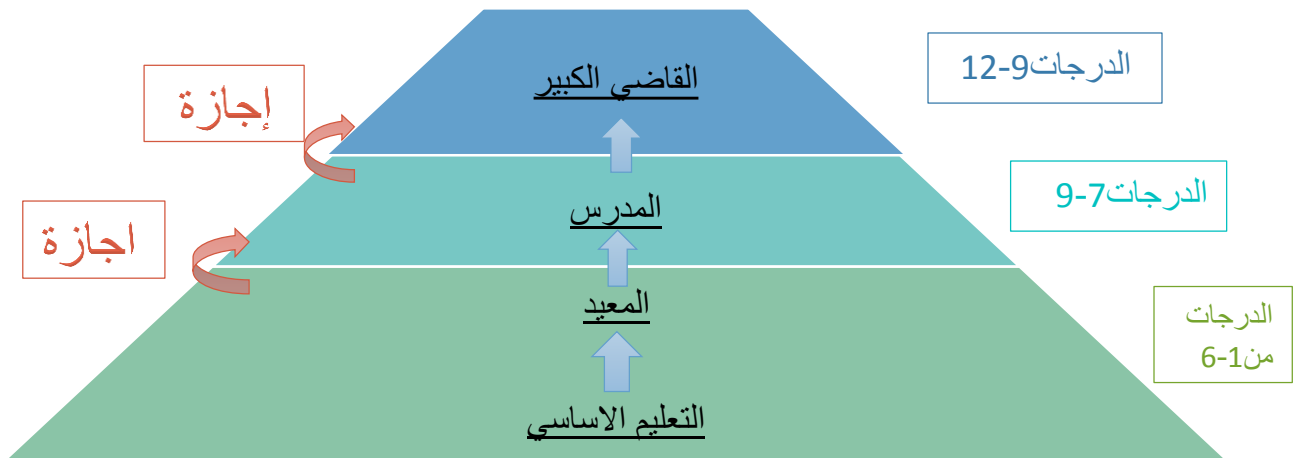 القاضي الكبير
الدرجات9-12
إجازة
المدرس
الدرجات7-9
اجازة
المعيد
الدرجات
من1-6
التعليم الاساسي